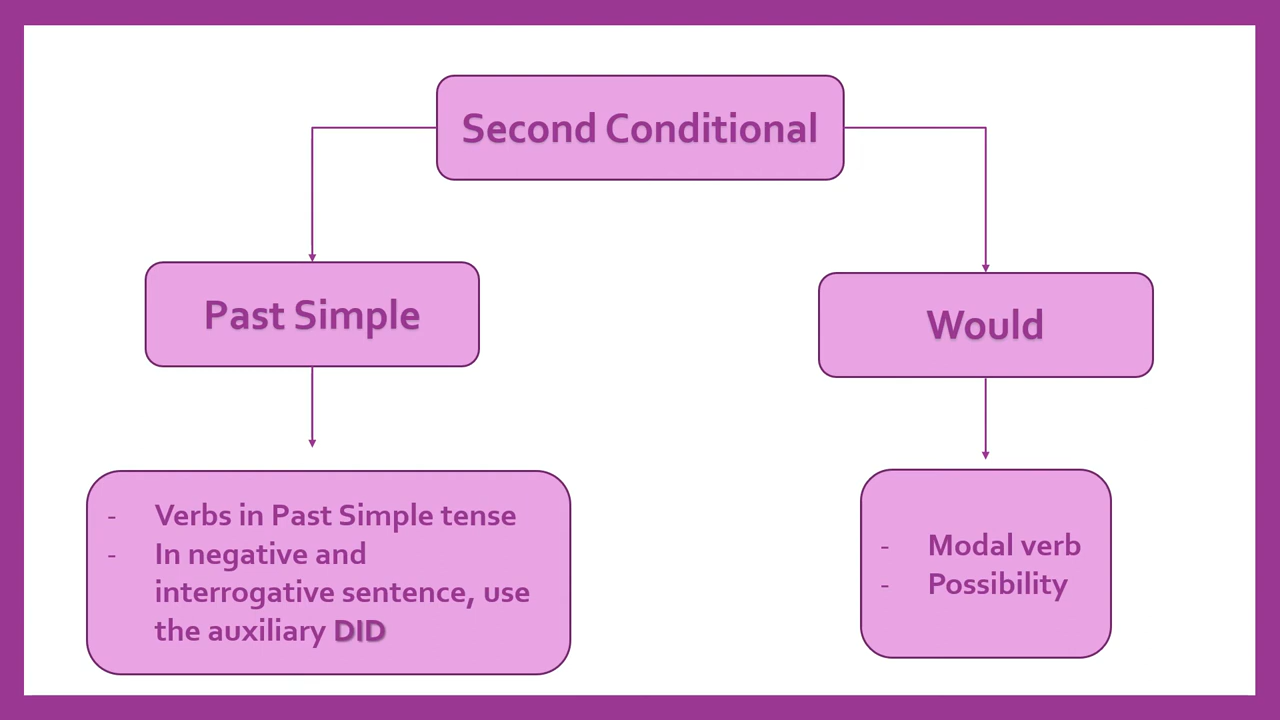 Second Conditional
Past Simple
Would
- Verbs in Past Simple tense
- In negative and
interrogative sentence, use
the auxiliary DID
- Modal verb
- Possibility